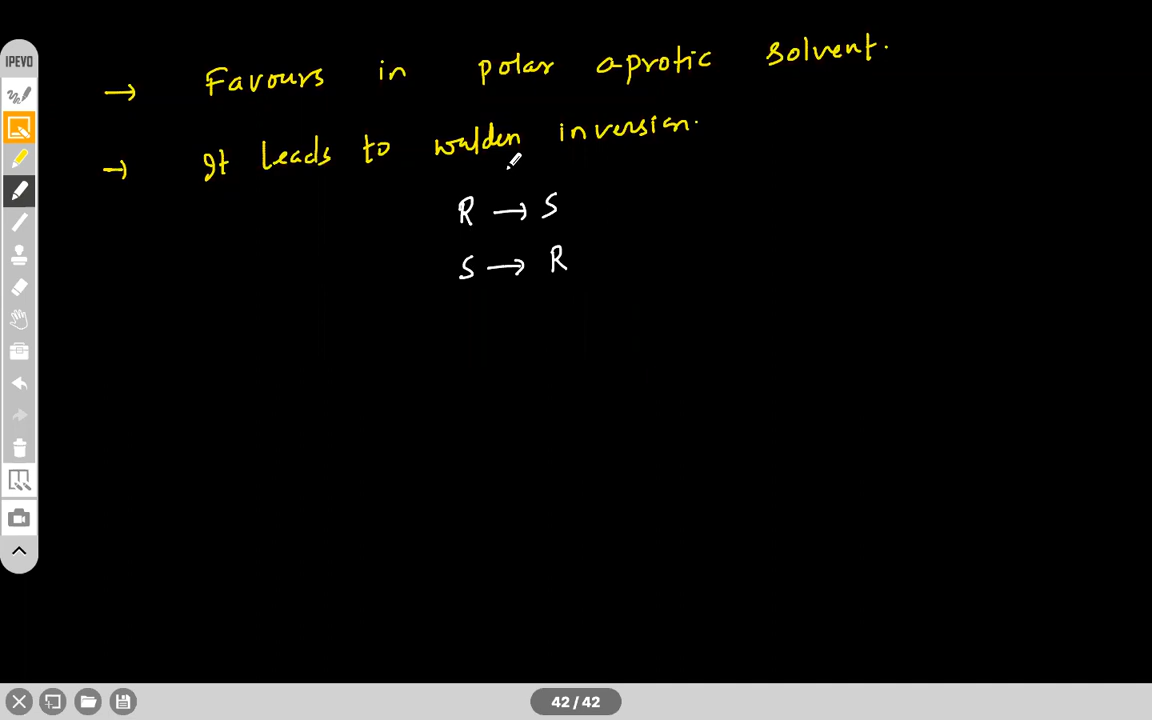 IPEVO
→ Favours in polar aprotic solvent.
→ It leads to walden inversion.
R → S
S → R
42 / 42